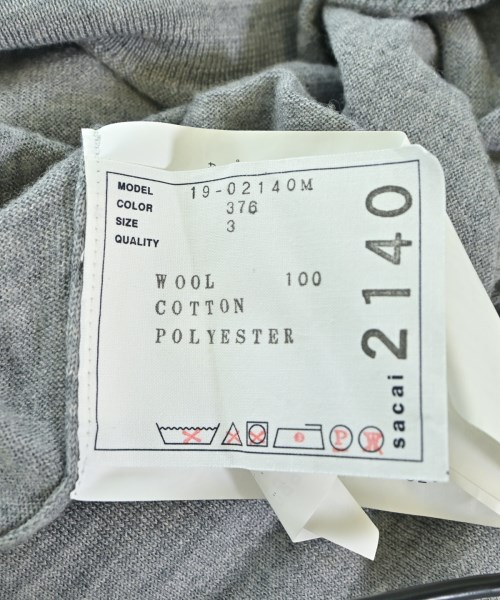 MODEL 19-02140M
COLOR 376
SIZE 3
QUALITY
WOOL 100
COTTON
POLYESTER
P W
sacai 2140